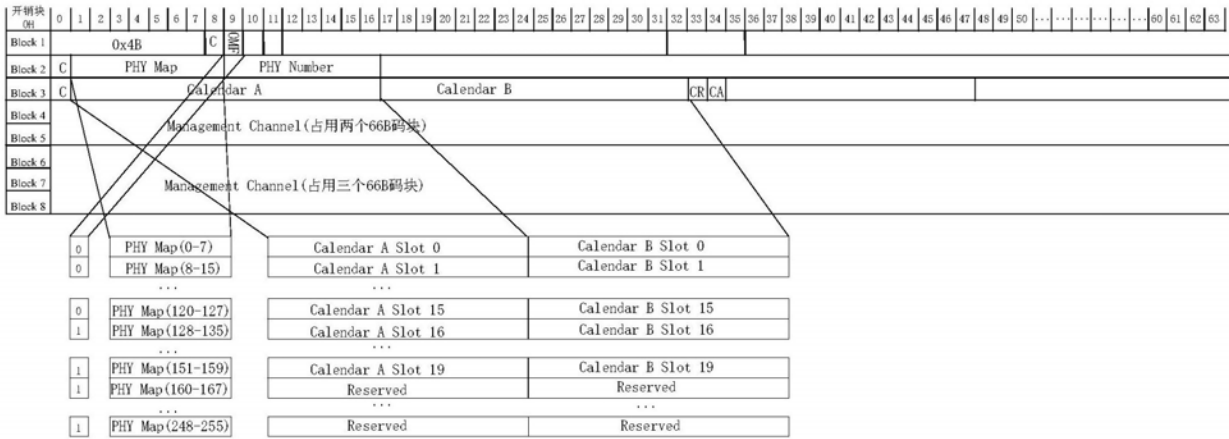 开销块 OH 0 1 2 3 4 5 6 7 8 9 10 11 12 13 14 15 16 17 18 19 20 21 22 23 24 25 26 27 28 29 30 31 32 33 34 35 36 37 38 39 40 41 42 43 44 45 46 47 48 49 50 ... ... ... ... ... ... 60 61 62 63
Block 1 0x4B C OMF
Block 2 C PHY Map PHY Number
Block 3 C Calendar A Calendar B CR CA
Block 4
Management Channel(占用两个66B码块)
Block 5
Block 6
Block 7 Management Channel(占用三个66B码块)
Block 8
0 PHY Map(0-7) Calendar A Slot 0 Calendar B Slot 0
0 PHY Map(8-15) Calendar A Slot 1 Calendar B Slot 1
... ...
0 PHY Map(120-127) Calendar A Slot 15 Calendar B Slot 15
1 PHY Map(128-135) Calendar A Slot 16 Calendar B Slot 16
... ...
1 PHY Map(151-159) Calendar A Slot 19 Calendar B Slot 19
1 PHY Map(160-167) Reserved Reserved
... ... ...
1 PHY Map(248-255) Reserved Reserved